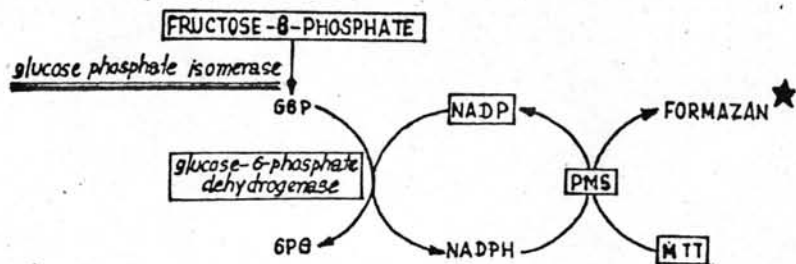 FRUCTOSE-6-PHOSPHATE
glucose phosphate isomerase
G6P
NADP
FORMAZAN
glucose-6-phosphate
dehydrogenase
PMS
6PG
NADPH
MTT